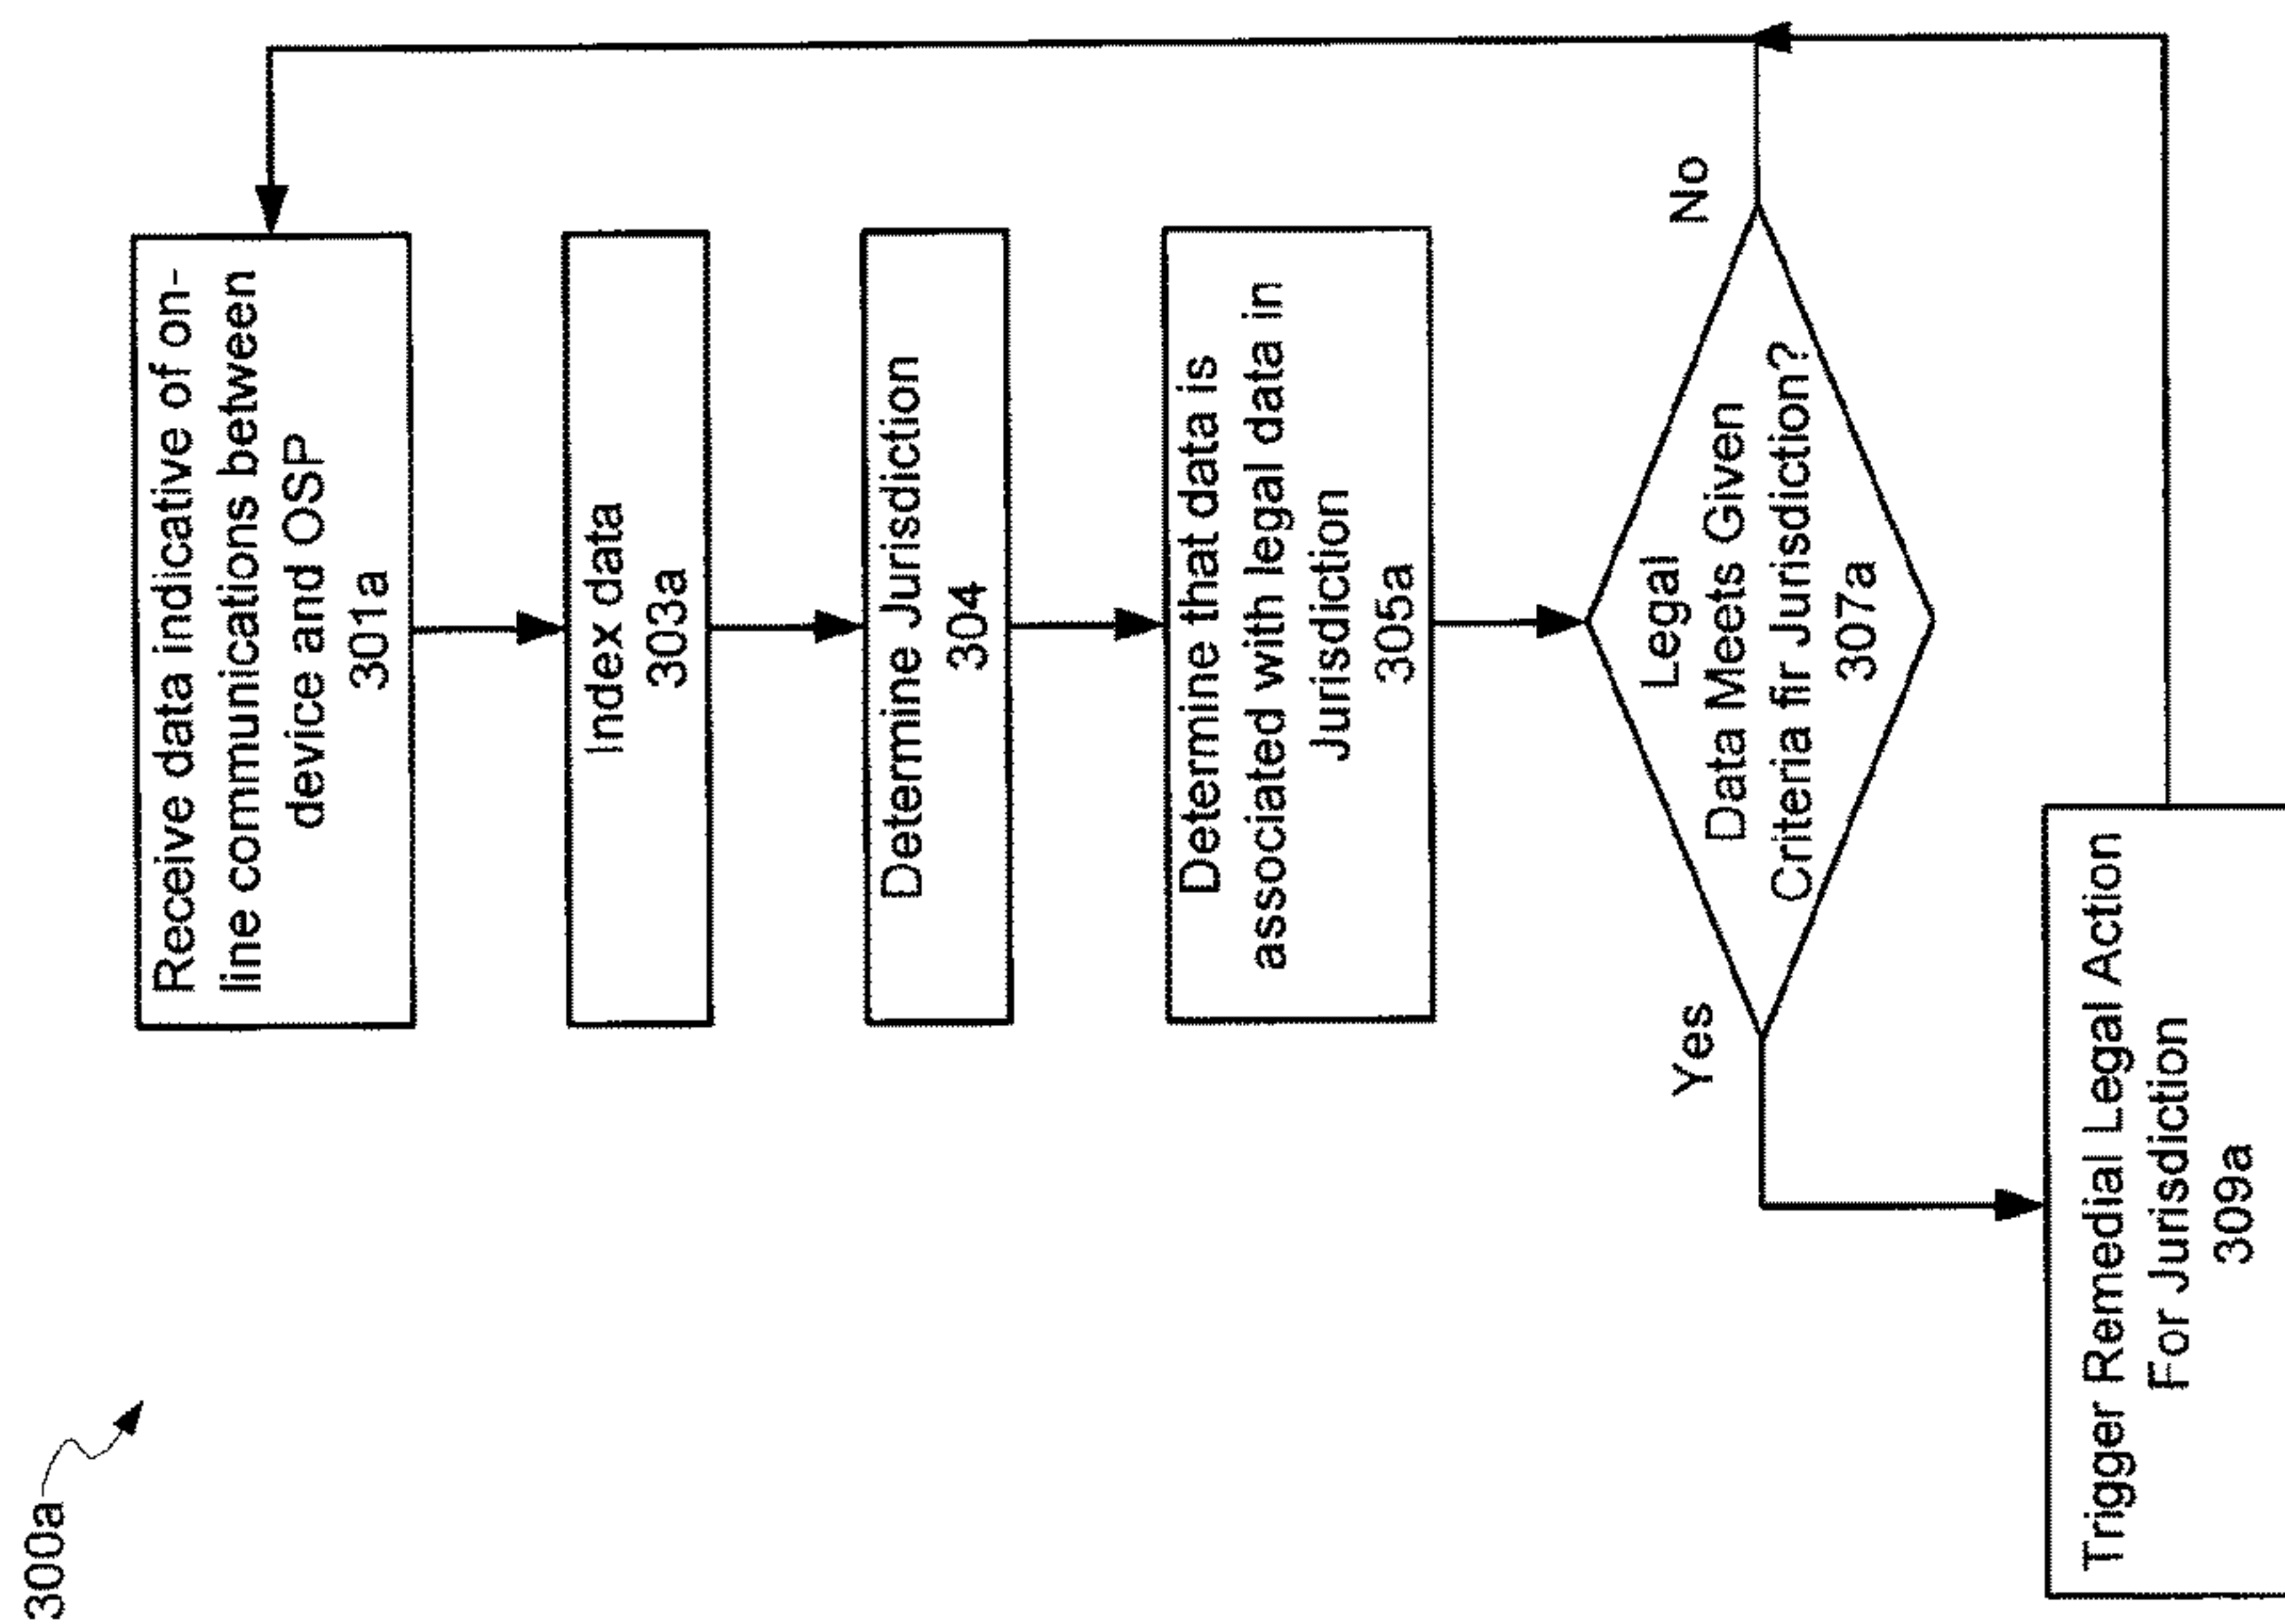 300a
Receive data indicative of on-
line communications between
device and OSP
301a
Index data
303a
Determine Jurisdiction
304
Determine that data is
associated with legal data in
Jurisdiction
305a
Legal
Data Meets Given
Criteria fir Jurisdiction?
307a
Yes
No
Trigger Remedial Legal Action
For Jurisdiction
309a